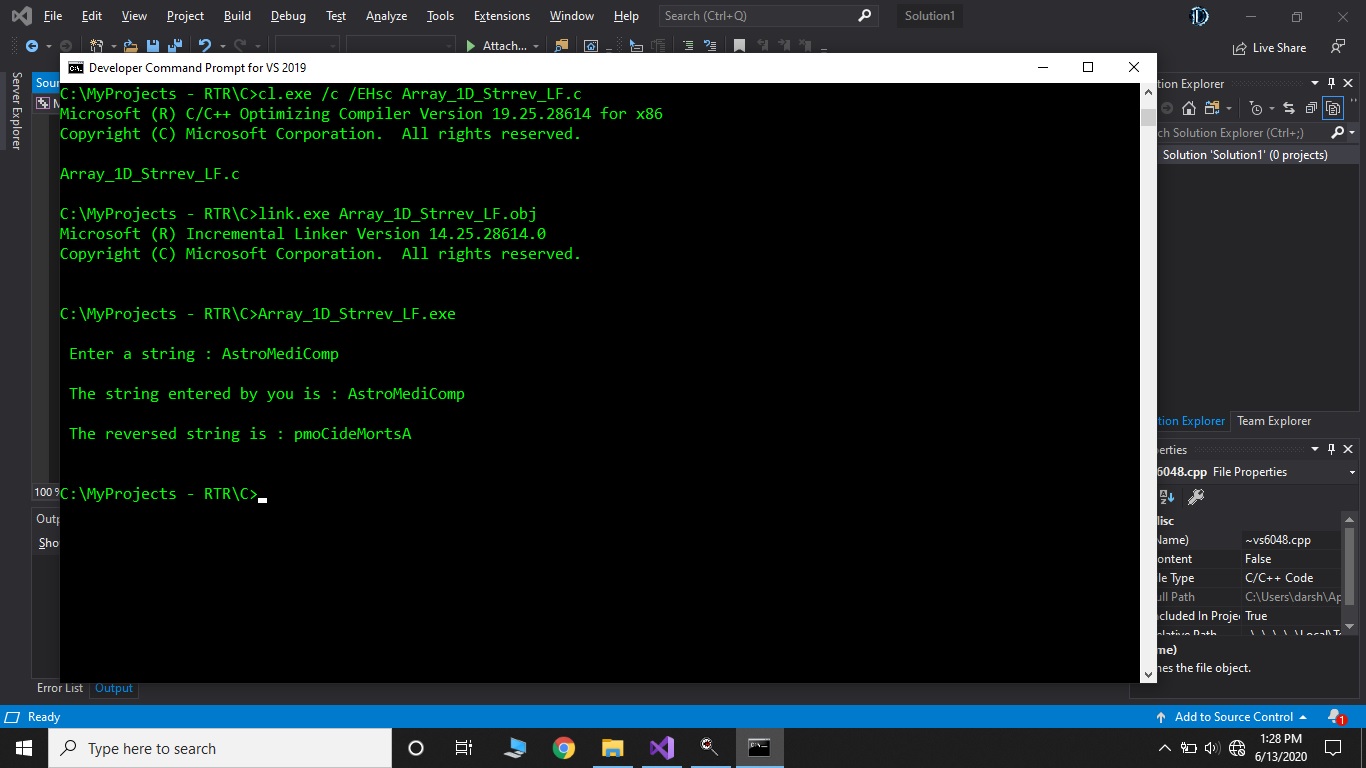 File Edit View Project Build Debug Test Analyze Tools Extensions Window Help Search (Ctrl+Q) Solution1
Attach...
Live Share
Developer Command Prompt for VS 2019
C:\MyProjects - RTR\C>cl.exe /c /EHsc Array_1D_Strrev_LF.c
Microsoft (R) C/C++ Optimizing Compiler Version 19.25.28614 for x86
Copyright (C) Microsoft Corporation.  All rights reserved.
Array_1D_Strrev_LF.c
C:\MyProjects - RTR\C>link.exe Array_1D_Strrev_LF.obj
Microsoft (R) Incremental Linker Version 14.25.28614.0
Copyright (C) Microsoft Corporation.  All rights reserved.
C:\MyProjects - RTR\C>Array_1D_Strrev_LF.exe
Enter a string : AstroMediComp
The string entered by you is : AstroMediComp
The reversed string is : pmoCideMortsA
C:\MyProjects - RTR\C>
Server Explorer
Sour
M
100 %
Outp
Sho
Error List Output
tion Explorer
ch Solution Explorer (Ctrl+;)
Solution 'Solution1' (0 projects)
tion Explorer Team Explorer
erties
6048.cpp File Properties
isc
Name) ~vs6048.cpp
ontent False
le Type C/C++ Code
ull Path C:\Users\darsh\Ap
cluded In Proje True
me)
nes the file object.
Ready
Add to Source Control
1
Type here to search
1:28 PM
6/13/2020